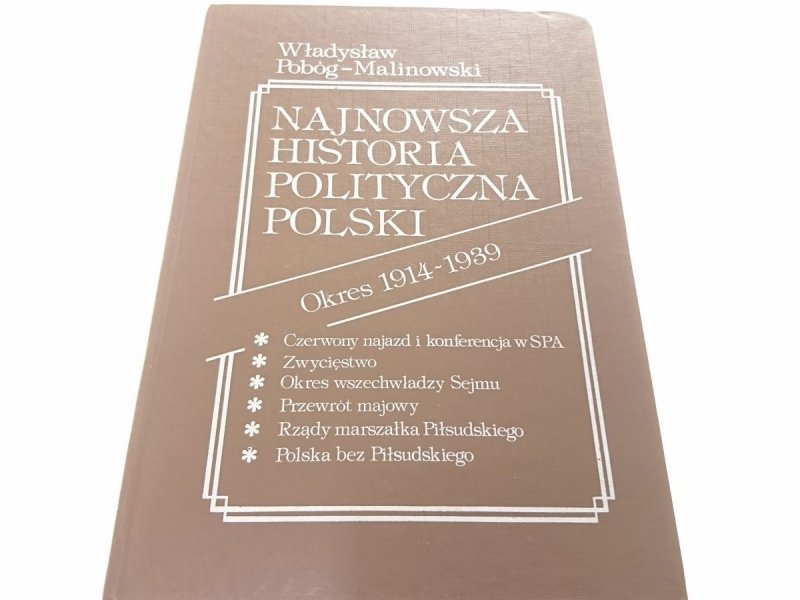 Władysław
Pobóg-Malinowski
NAJNOWSZA
HISTORIA
POLITYCZNA
POLSKI
Okres 1914-1939
* Czerwony najazd i konferencja w SPA
* Zwycięstwo
* Okres wszechwładzy Sejmu
* Przewrót majowy
* Rządy marszałka Piłsudskiego
* Polska bez Piłsudskiego